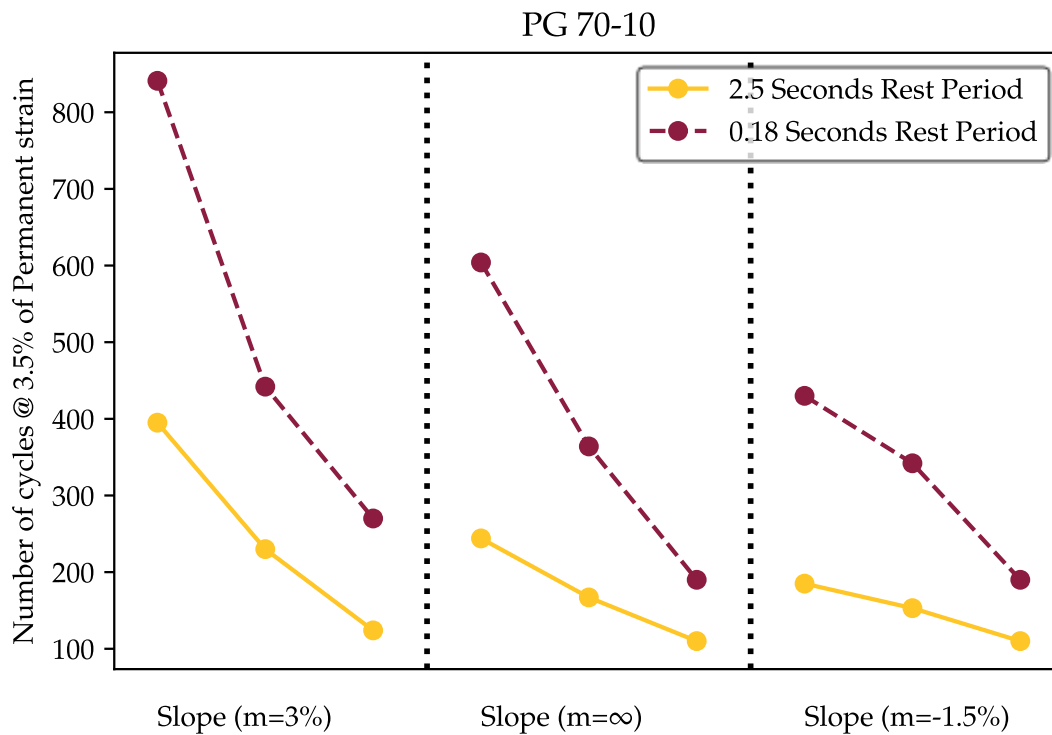 PG 70-10
Number of cycles @ 3.5% of Permanent strain
800
700
600
500
400
300
200
100
2.5 Seconds Rest Period
0.18 Seconds Rest Period
Slope (m=3%)
Slope (m=∞)
Slope (m=-1.5%)